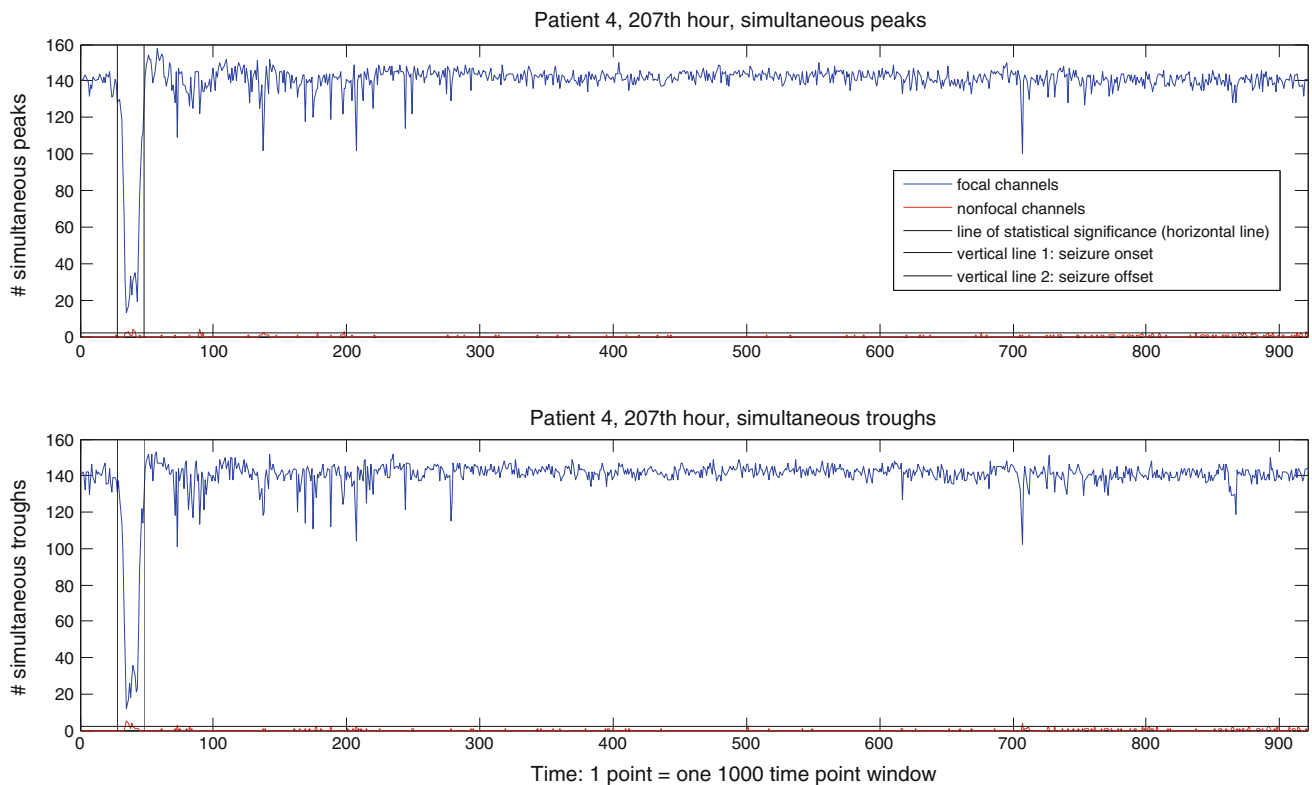 Patient 4, 207th hour, simultaneous peaks
160
140
120
100
80
60
40
20
0
# simultaneous peaks
focal channels
nonfocal channels
line of statistical significance (horizontal line)
vertical line 1: seizure onset
vertical line 2: seizure offset
0 100 200 300 400 500 600 700 800 900
Patient 4, 207th hour, simultaneous troughs
160
140
120
100
80
60
40
20
0
# simultaneous troughs
0 100 200 300 400 500 600 700 800 900
Time: 1 point = one 1000 time point window